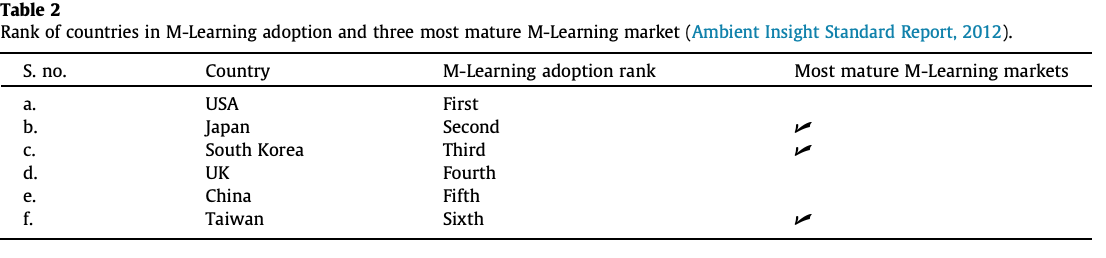 Table 2
Rank of countries in M-Learning adoption and three most mature M-Learning market (Ambient Insight Standard Report, 2012).
S. no. Country M-Learning adoption rank Most mature M-Learning markets
a. USA First
b. Japan Second ✓
c. South Korea Third ✓
d. UK Fourth
e. China Fifth
f. Taiwan Sixth ✓